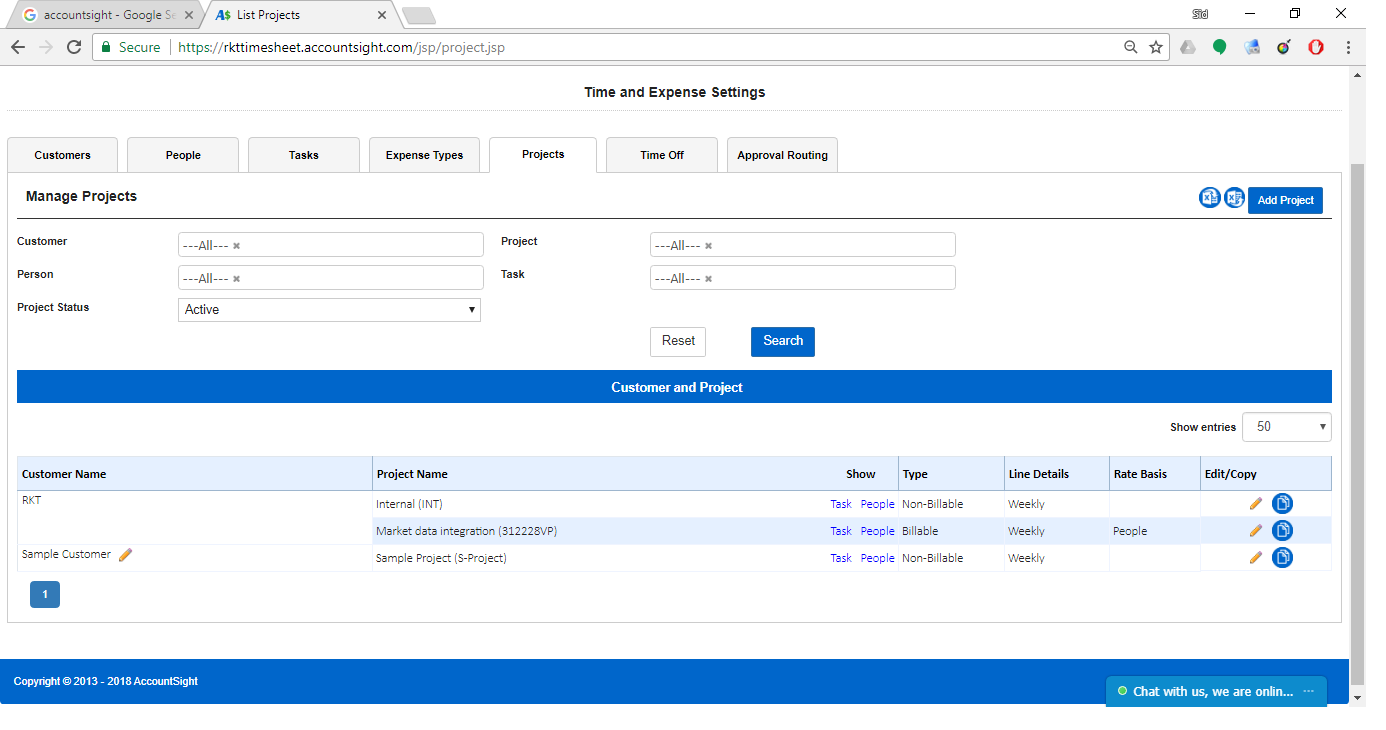 accountsight - Google Se
A$ List Projects
Sid
Secure https://rkttimesheet.accountsight.com/jsp/project.jsp
Time and Expense Settings
Customers People Tasks Expense Types Projects Time Off Approval Routing
Manage Projects
Add Project
Customer ---All--- × Project ---All--- ×
Person ---All--- × Task ---All--- ×
Project Status Active
Reset Search
Customer and Project
Show entries 50
Customer Name Project Name Show Type Line Details Rate Basis Edit/Copy
RKT Internal (INT) Task People Non-Billable Weekly
Market data integration (312228VP) Task People Billable Weekly People
Sample Customer Sample Project (S-Project) Task People Non-Billable Weekly
1
Copyright © 2013 - 2018 AccountSight
Chat with us, we are onlin... ...